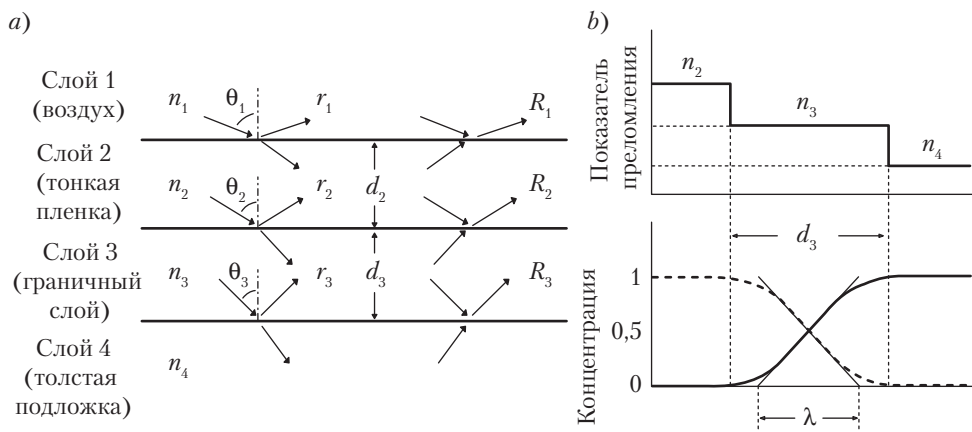 а)
Слой 1
(воздух)
n1 θ1 r1 R1
Слой 2
(тонкая
пленка)
n2 θ2 r2 d2 R2
Слой 3
(граничный
слой)
n3 θ3 r3 d3 R3
Слой 4
(толстая
подложка)
n4
b)
Показатель
преломления
n2
n3
n4
d3
Концентрация
1
0,5
0
λ